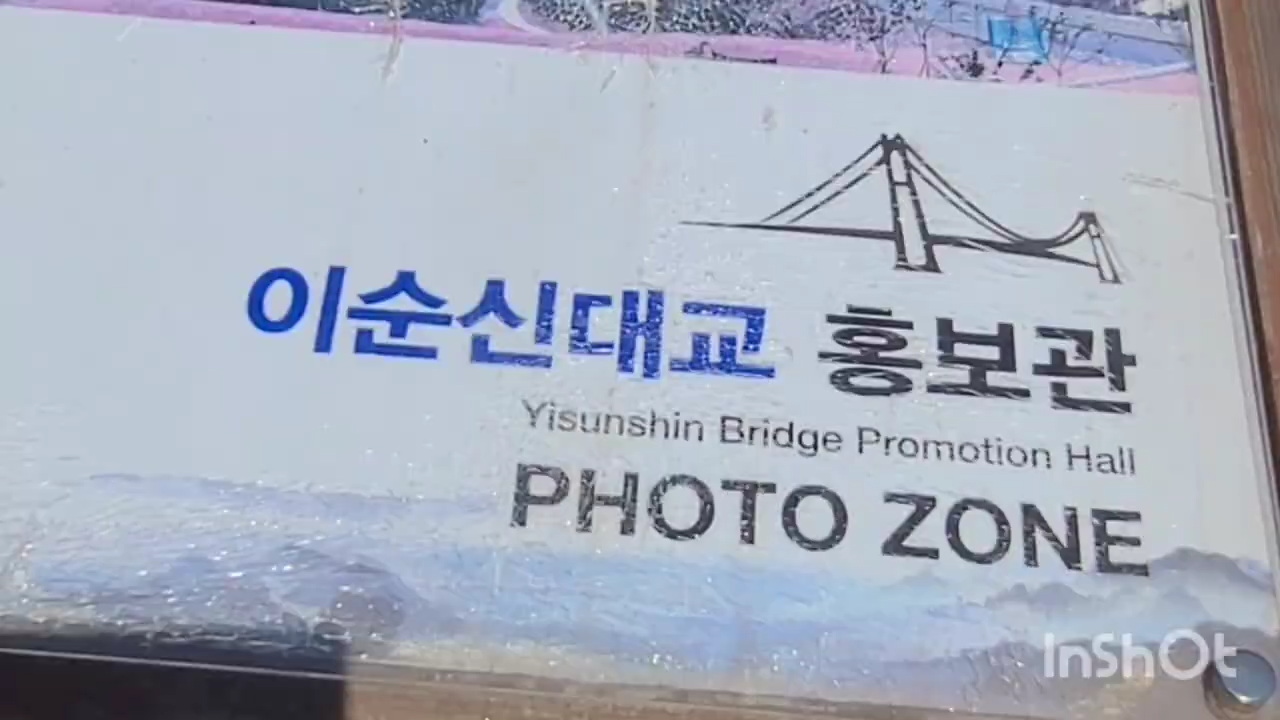 이순신대교 홍보관
Yisunshin Bridge Promotion Hall
PHOTO ZONE
InShOt